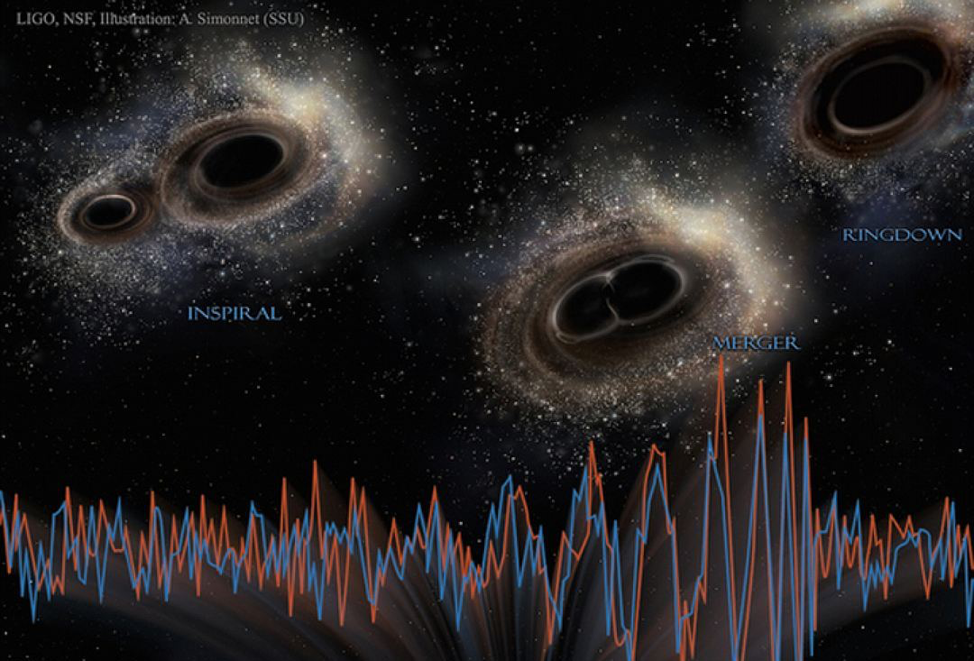 LIGO, NSF, Illustration: A. Simonnet (SSU)
RINGDOWN
INSPIRAL
MERGER